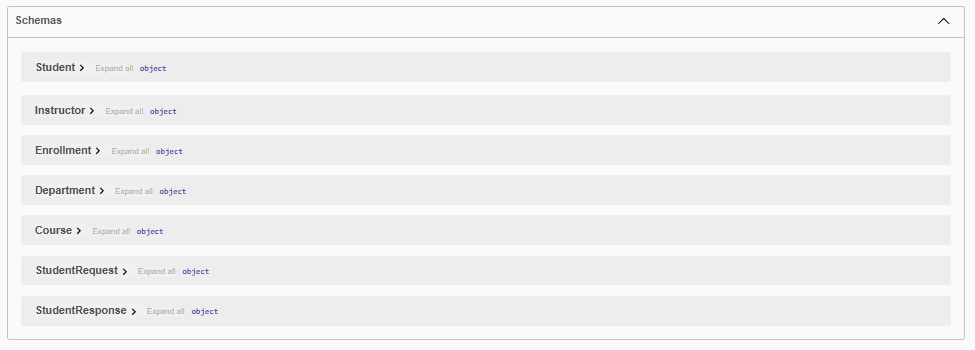 Schemas
Student Expand all object
Instructor Expand all object
Enrollment Expand all object
Department Expand all object
Course Expand all object
StudentRequest Expand all object
StudentResponse Expand all object